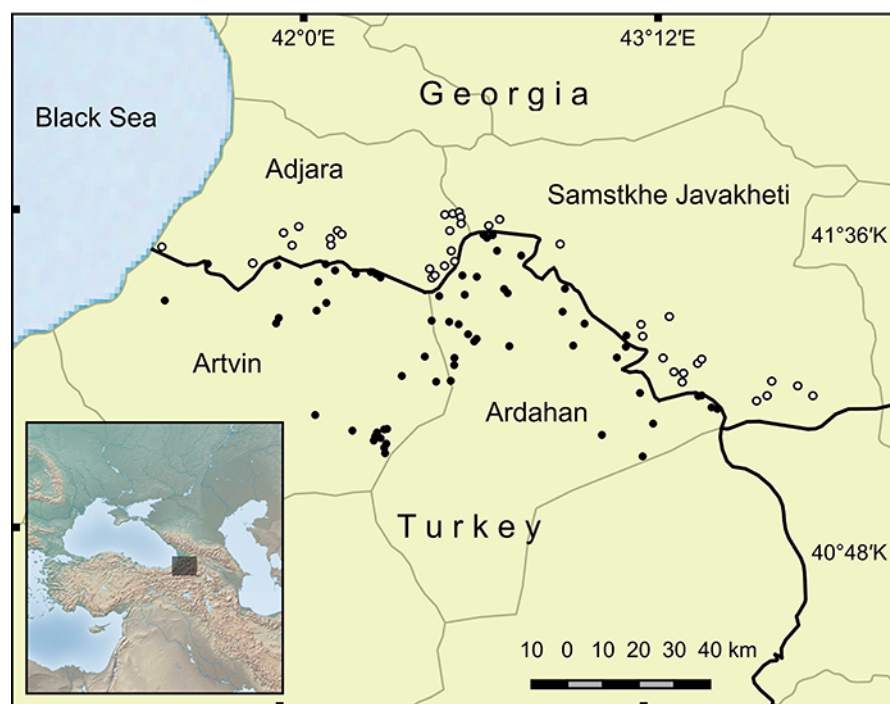 42°0′E
43°12′E
Georgia
Black Sea
Adjara
Samstkhe Javakheti
41°36′K
Artvin
Ardahan
Turkey
40°48′K
10 0 10 20 30 40 km